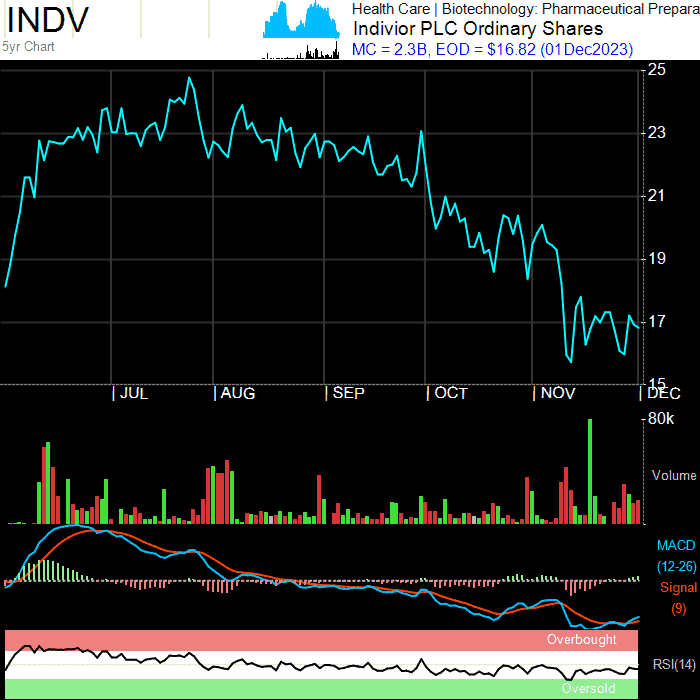 INDV
5yr Chart
Health Care | Biotechnology: Pharmaceutical Prepara
Indivior PLC Ordinary Shares
MC = 2.3B, EOD = $16.82 (01Dec2023)
25
23
21
19
17
15
JUL AUG SEP OCT NOV DEC
80k
Volume
MACD
(12-26)
Signal
(9)
Overbought
RSI(14)
Oversold